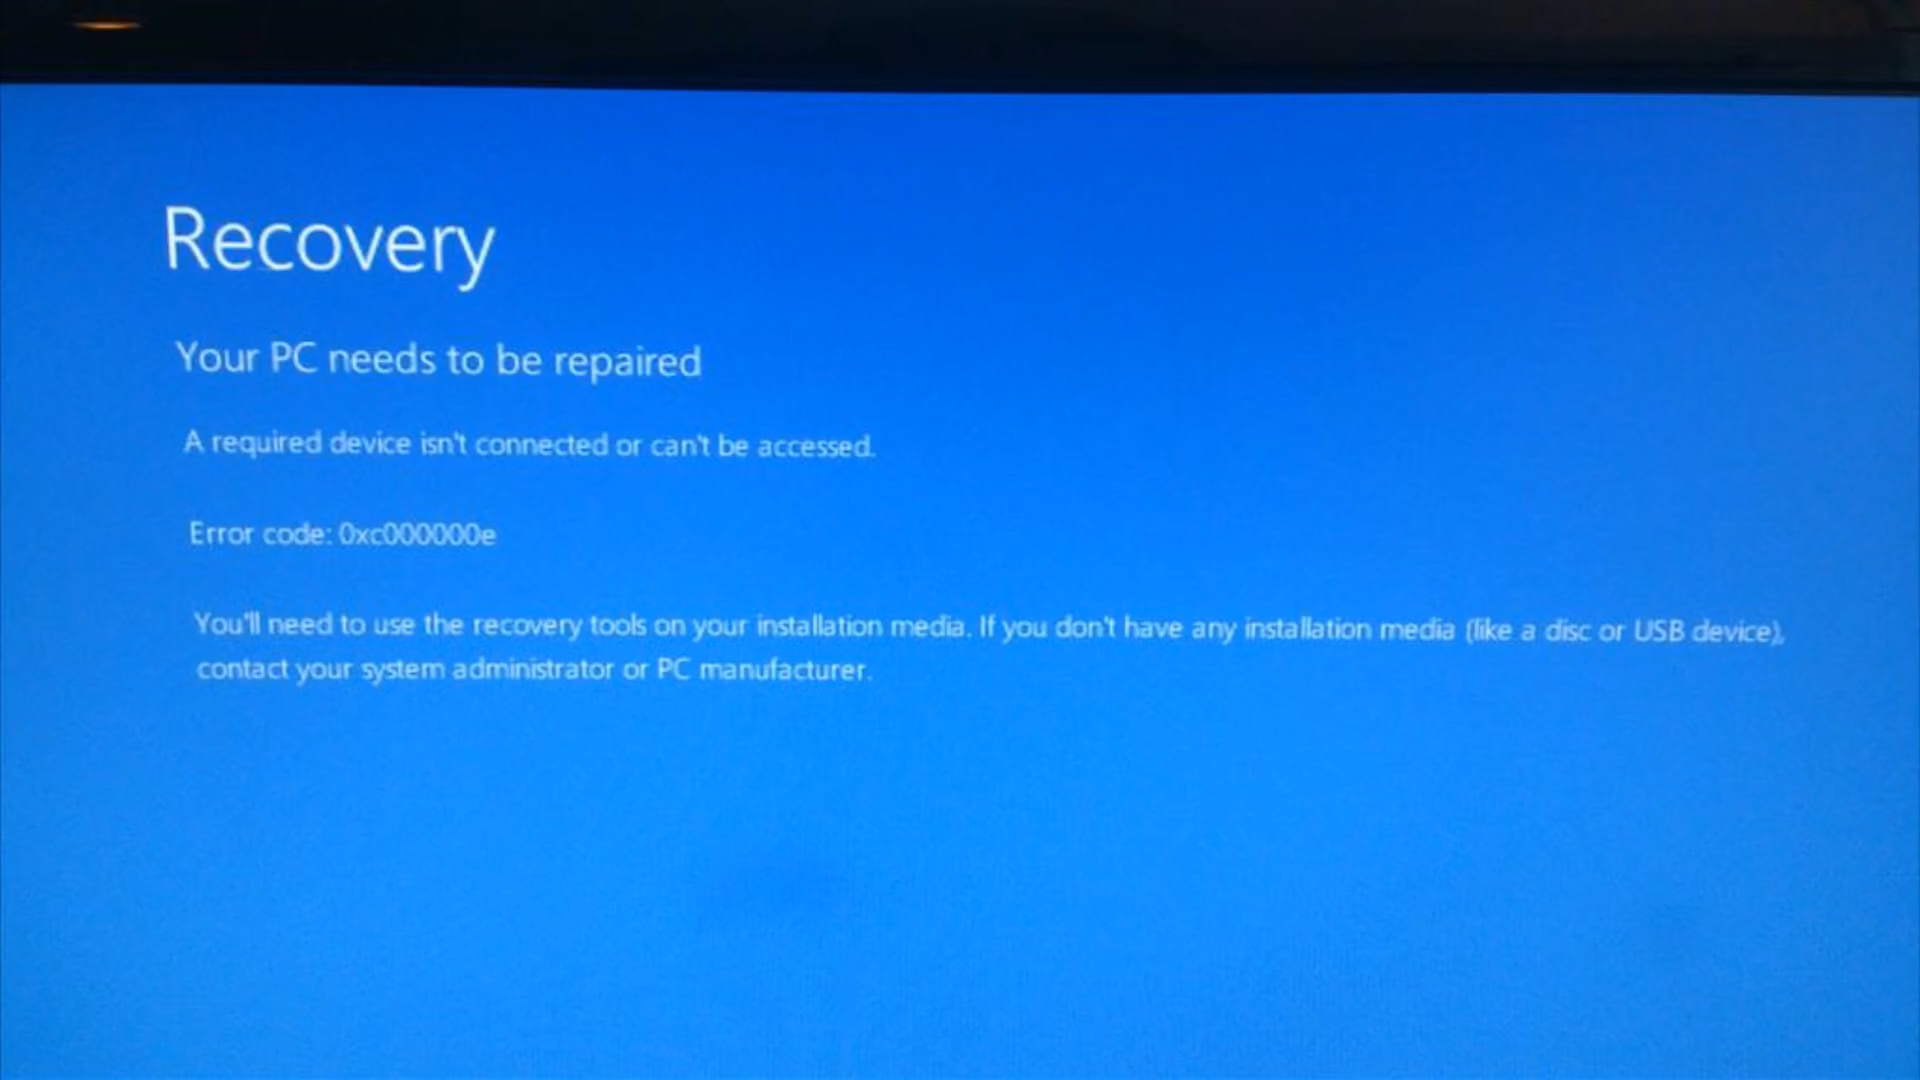 Recovery
Your PC needs to be repaired
A required device isn't connected or can't be accessed.
Error code: 0xc000000e
You'll need to use the recovery tools on your installation media. If you don't have any installation media (like a disc or USB device),
contact your system administrator or PC manufacturer.